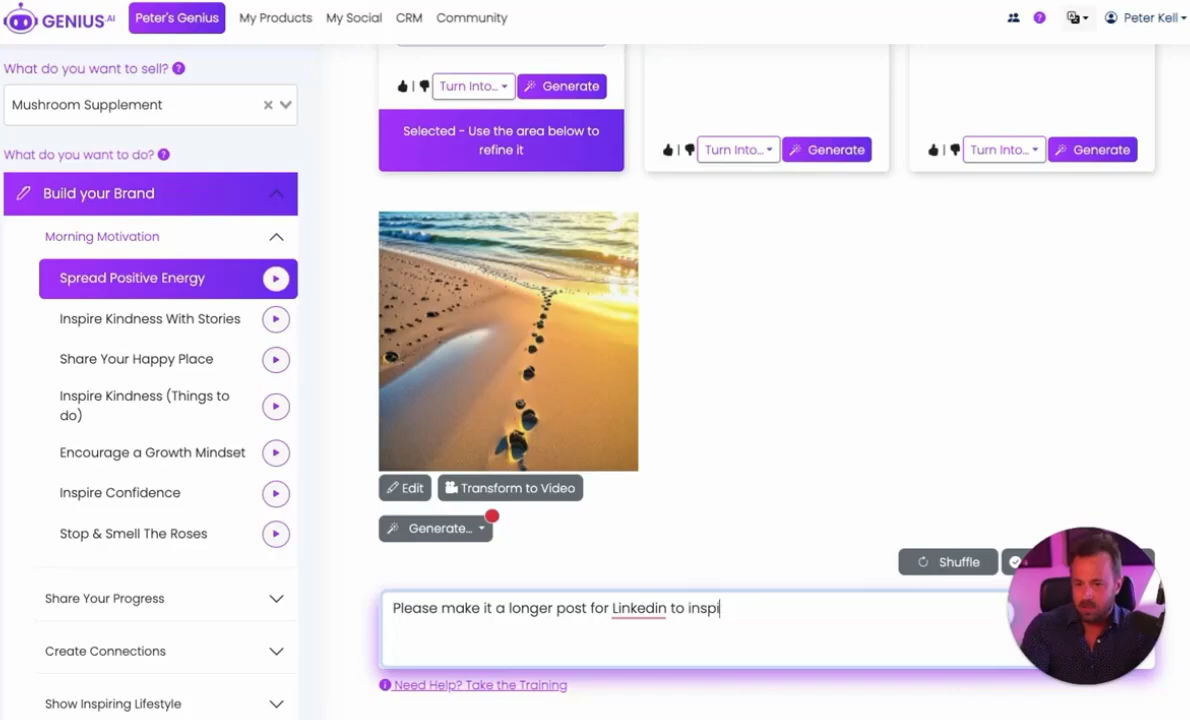 GENIUS.AI
Peter's Genius
My Products
My Social
CRM
Community
Peter Kell
What do you want to sell?
Mushroom Supplement
What do you want to do?
Build your Brand
Morning Motivation
Spread Positive Energy
Inspire Kindness With Stories
Share Your Happy Place
Inspire Kindness (Things to
do)
Encourage a Growth Mindset
Inspire Confidence
Stop & Smell The Roses
Share Your Progress
Create Connections
Show Inspiring Lifestyle
Turn Into...
Generate
Selected - Use the area below to
refine it
Turn Into...
Generate
Turn Into...
Generate
Edit
Transform to Video
Generate...
Shuffle
Please make it a longer post for Linkedin to inspi
Need Help? Take the Training